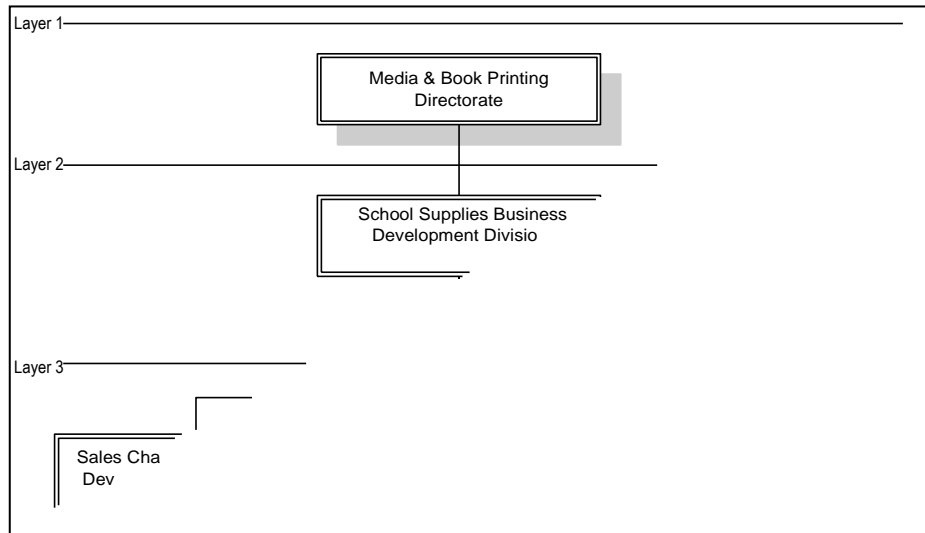 Layer 1
Media & Book Printing
Directorate
Layer 2
School Supplies Business
Development Divisio
Layer 3
Sales Cha
Dev